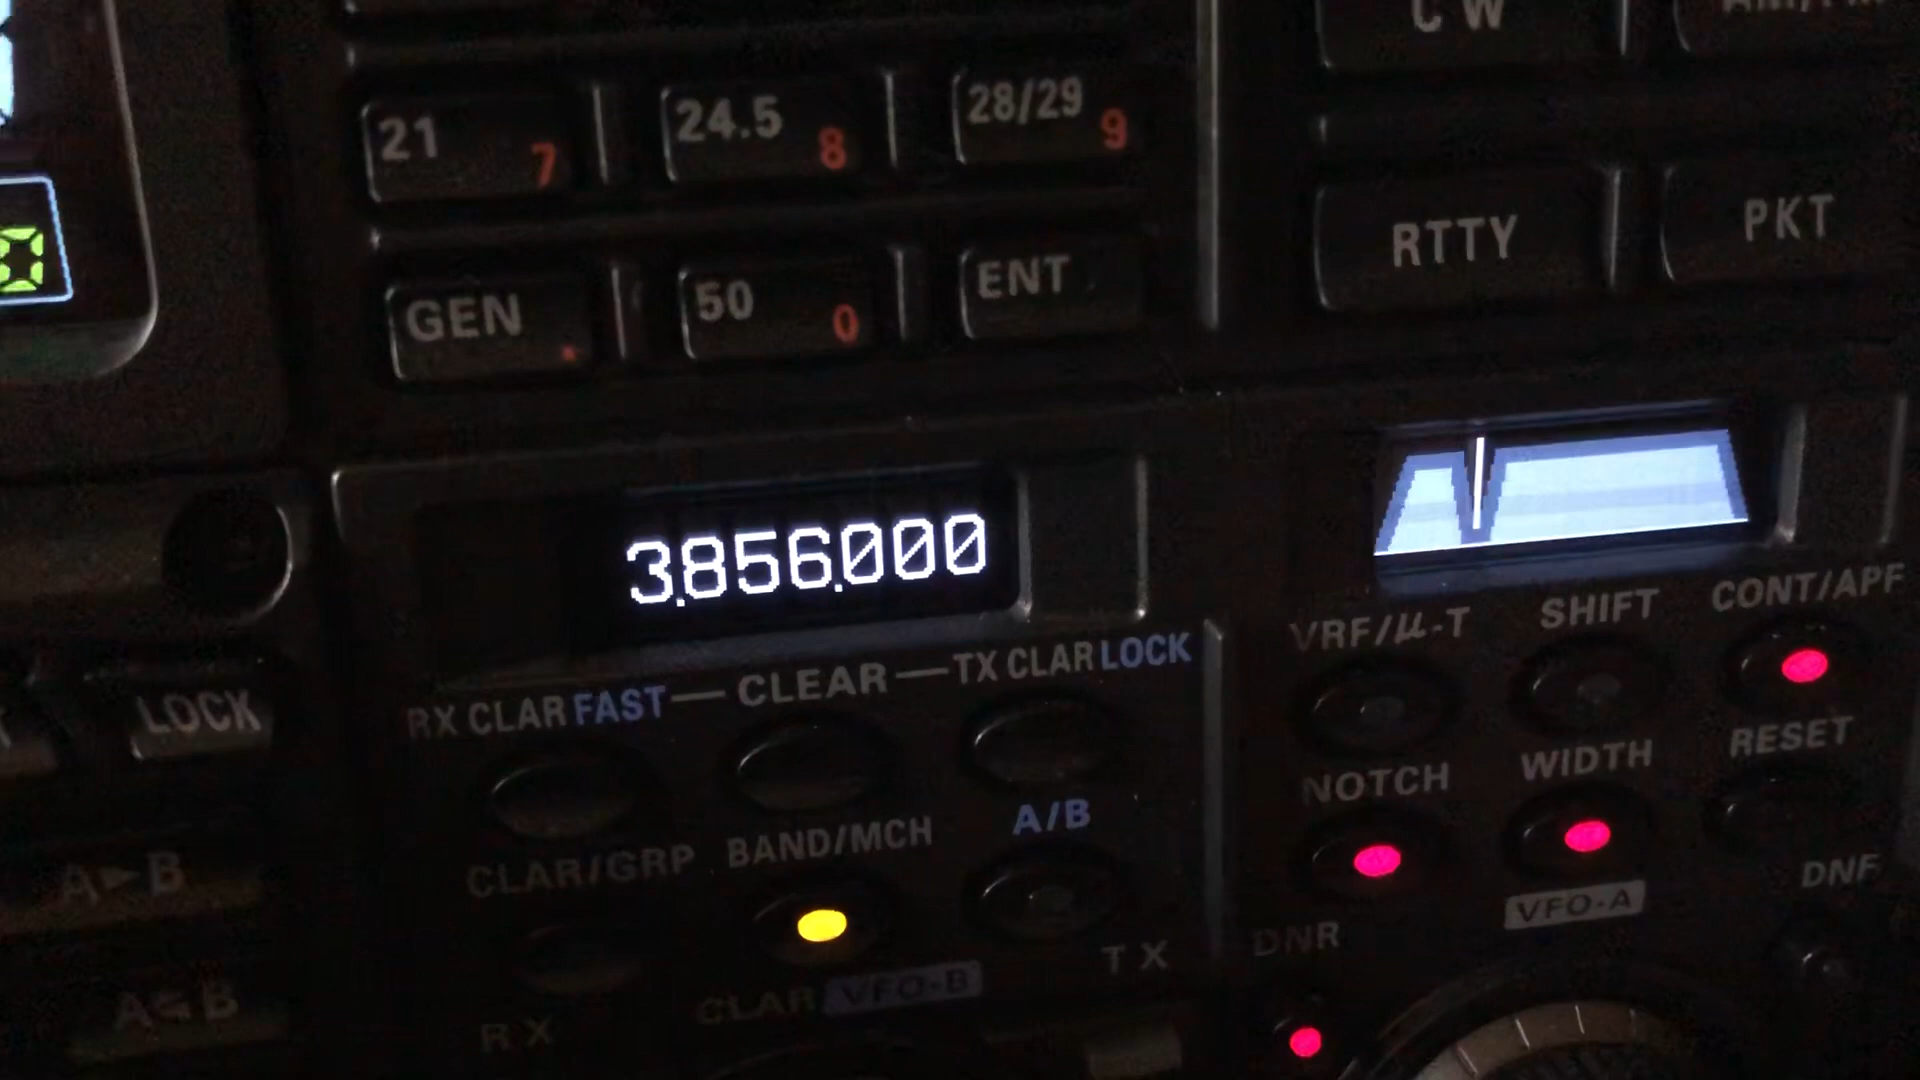 CW
21 7
24.5 8
28/29 9
RTTY
PKT
GEN .
50 0
ENT
3.856.000
VRF/μ-T
SHIFT
CONT/APF
LOCK
RX CLAR FAST — CLEAR — TX CLAR LOCK
NOTCH
WIDTH
RESET
A▶B
CLAR/GRP
BAND/MCH
A/B
DNR
VFO-A
DNF
A◀B
RX
CLAR VFO-B
TX